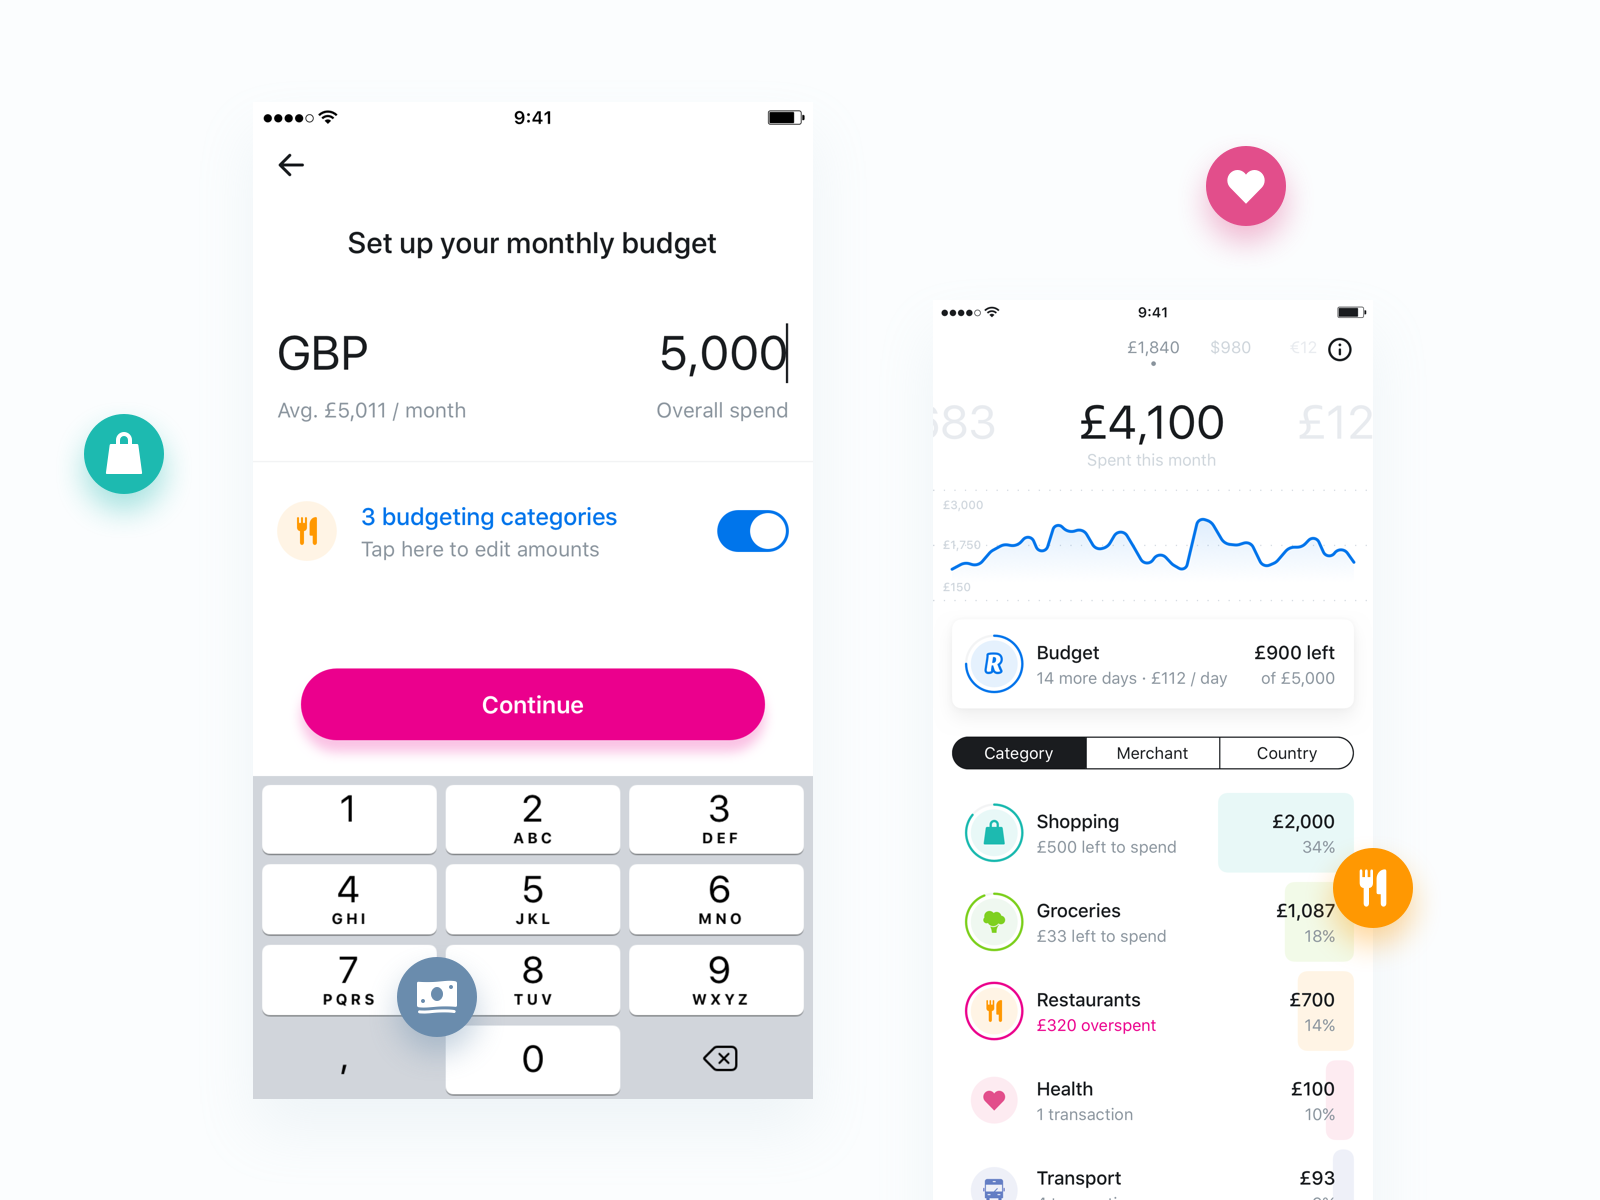 9:41
Set up your monthly budget
GBP 5,000
Avg. £5,011 / month Overall spend
3 budgeting categories
Tap here to edit amounts
Continue
1 2 3
ABC DEF
4 5 6
GHI JKL MNO
7 8 9
PQRS TUV WXYZ
, 0
9:41
£1,840 $980 €12
83 £4,100 £12
Spent this month
£3,000
£1,750
£150
R
Budget £900 left
14 more days · £112 / day of £5,000
Category Merchant Country
Shopping £2,000
£500 left to spend 34%
Groceries £1,087
£33 left to spend 18%
Restaurants £700
£320 overspent 14%
Health £100
1 transaction 10%
Transport £93